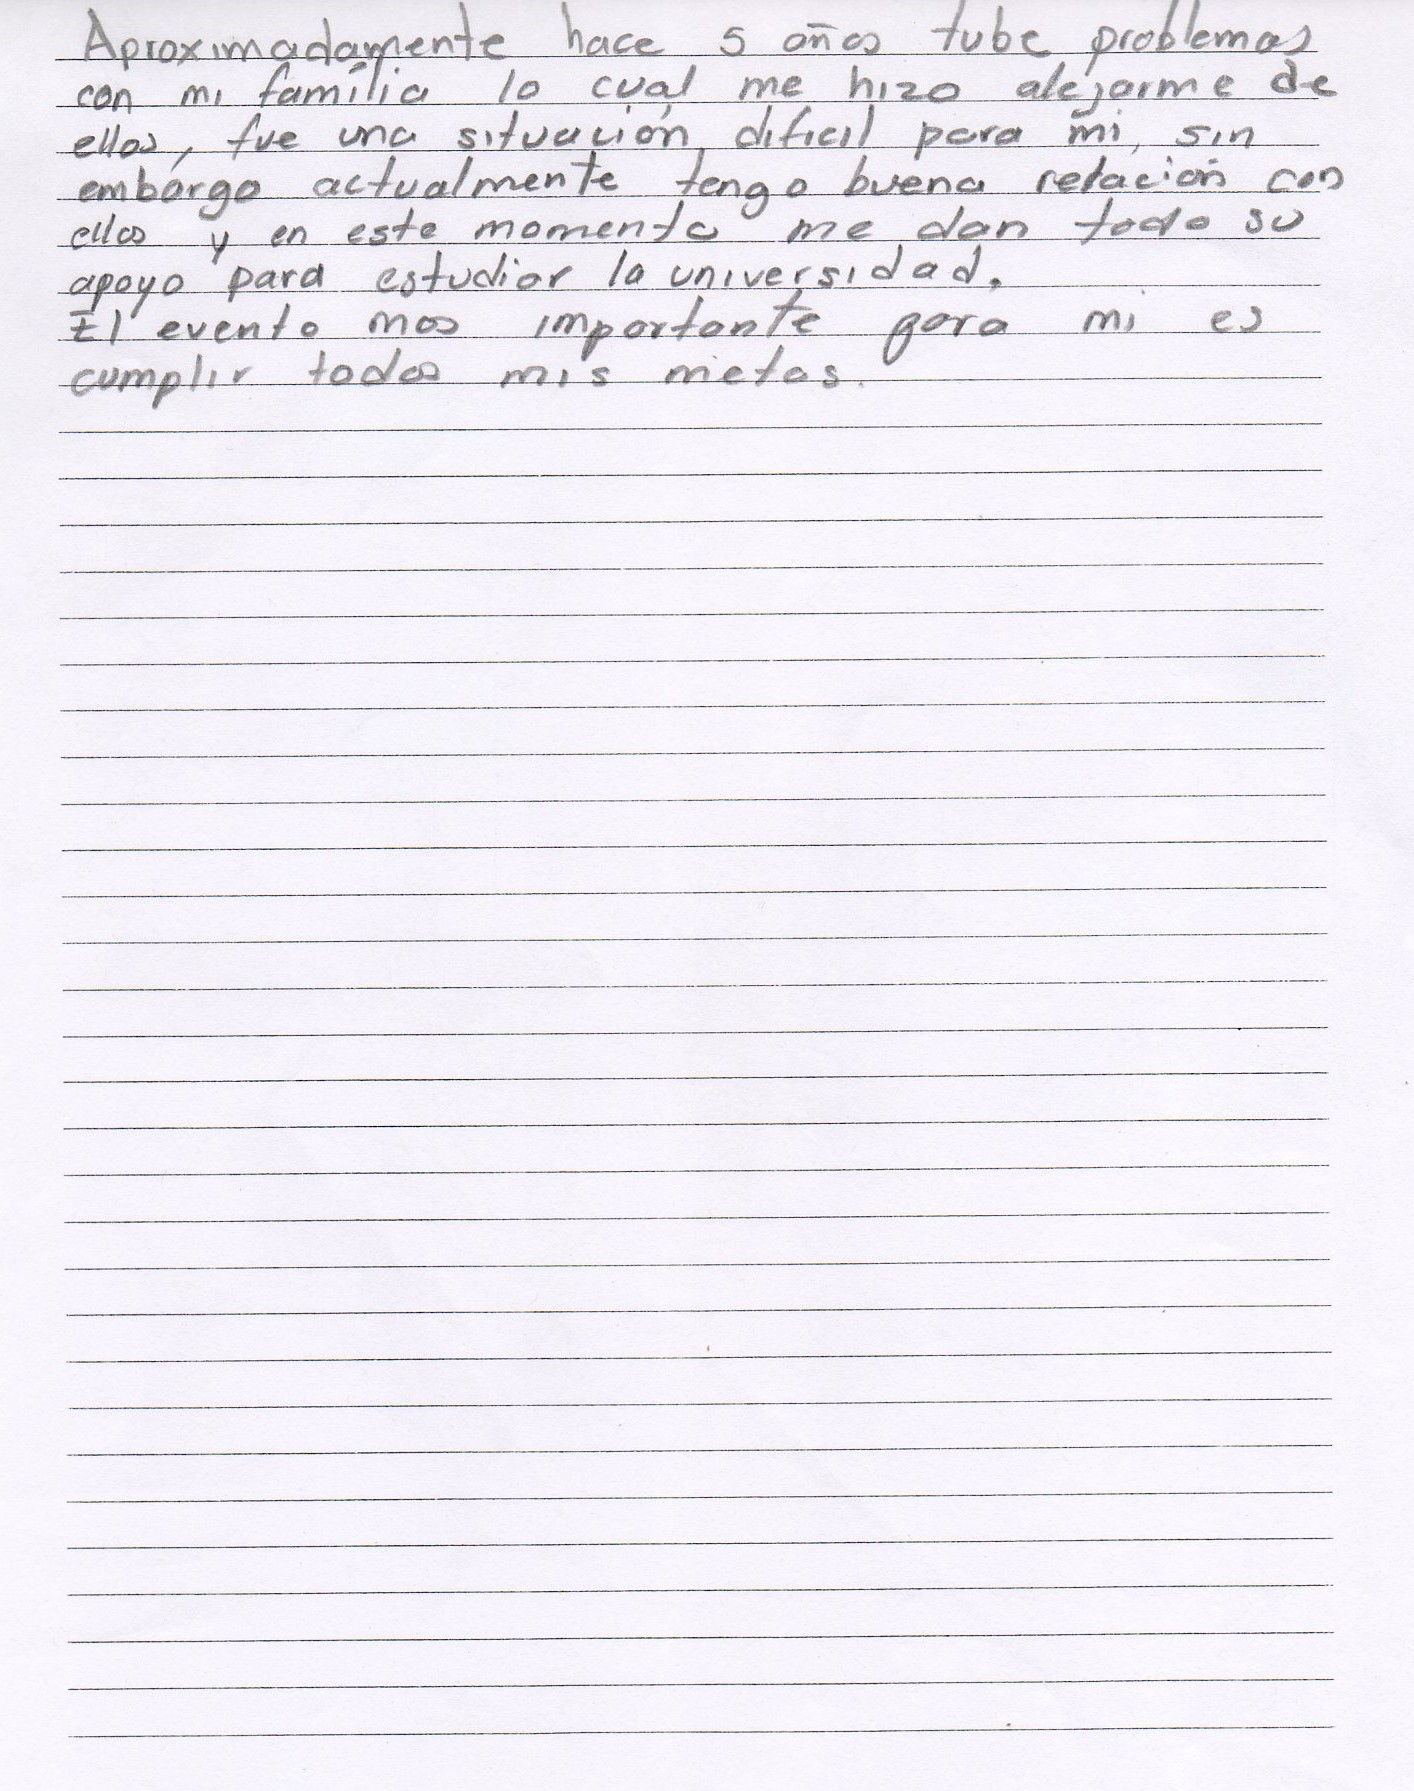 Aproximadamente hace 5 años tube problemas
con mi família lo cual me hizo alejarme de
ellos, fue una situación dificil para mi, sin
embargo actualmente tengo buena relación con
ellos y en este momento me dan todo su
apoyo para estudiar la universidad.
El evento mas importante para mi es
cumplir todas mis metas.